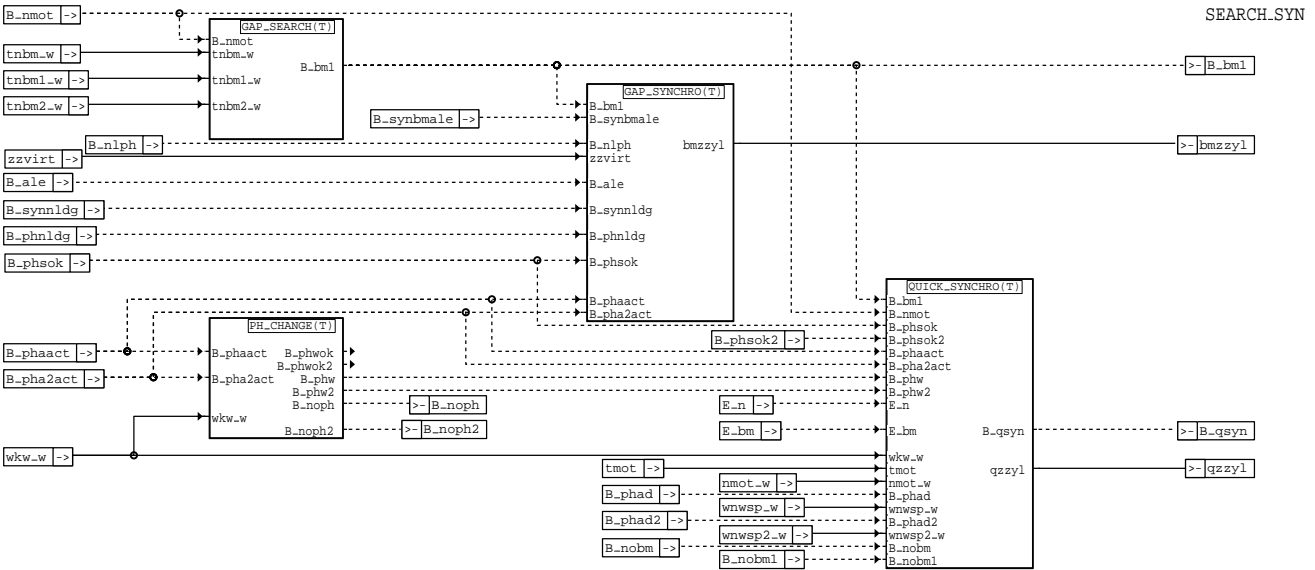 B_nmot ->
SEARCH_SYN
GAP_SEARCH(T)
B_nmot
tnbm_w ->
tnbm_w
B_bm1
>- B_bm1
tnbm1_w ->
tnbm1_w
tnbm2_w ->
tnbm2_w
GAP_SYNCHRO(T)
B_bm1
B_synbmale ->
B_synbmale
B_nlph ->
B_nlph
bmzzyl
>- bmzzyl
zzvirt ->
zzvirt
B_ale ->
B_ale
B_synnldg ->
B_synnldg
B_phnldg ->
B_phnldg
B_phsok ->
B_phsok
B_phaact
B_pha2act
QUICK_SYNCHRO(T)
B_bm1
B_nmot
B_phsok
B_phsok2 ->
B_phsok2
B_phaact
B_pha2act
B_phw
B_phw2
E_n ->
E_n
E_bm ->
E_bm
B_qsyn
>- B_qsyn
PH_CHANGE(T)
B_phaact ->
B_phaact
B_phwok
B_phwok2
B_pha2act ->
B_pha2act
B_phw
B_phw2
B_noph
>- B_noph
wkw_w
B_noph2
>- B_noph2
wkw_w ->
wkw_w
tmot ->
tmot
qzzyl
>- qzzyl
nmot_w ->
nmot_w
B_phad ->
B_phad
wnwsp_w ->
wnwsp_w
B_phad2 ->
B_phad2
wnwsp2_w ->
wnwsp2_w
B_nobm ->
B_nobm
B_nobm1 ->
B_nobm1